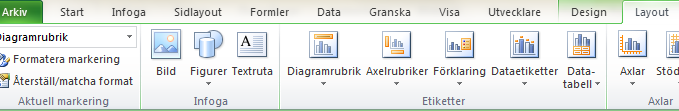 Arkiv Start Infoga Sidlayout Formler Data Granska Visa Utvecklare Design Layout
Diagramrubrik
Formatera markering
Återställ/matcha format
Aktuell markering
Bild Figurer Textruta
Infoga
Diagramrubrik Axelrubriker Förklaring Dataetiketter Data-
tabell
Etiketter
Axlar
Axlar